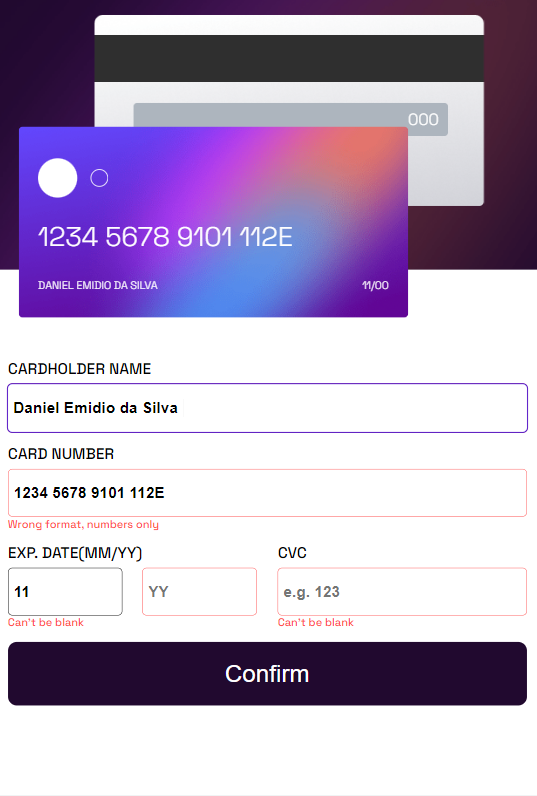 000
1234 5678 9101 112E
DANIEL EMIDIO DA SILVA 11/00
CARDHOLDER NAME
Daniel Emidio da Silva
CARD NUMBER
1234 5678 9101 112E
Wrong format, numbers only
EXP. DATE(MM/YY) CVC
11 YY e.g. 123
Can't be blank Can't be blank
Confirm